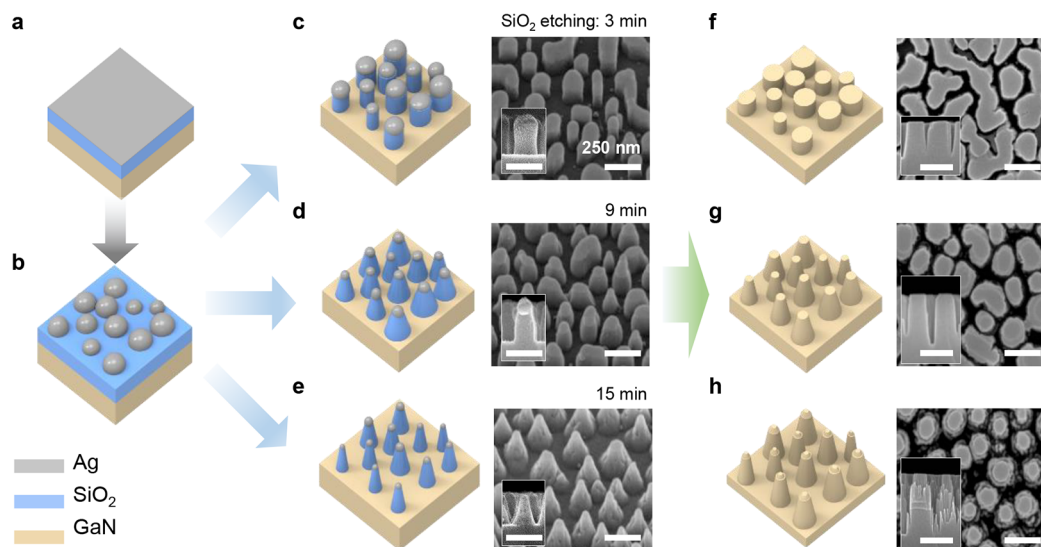 a
b
Ag
SiO₂
GaN
c
SiO₂ etching: 3 min
250 nm
d
9 min
e
15 min
f
g
h